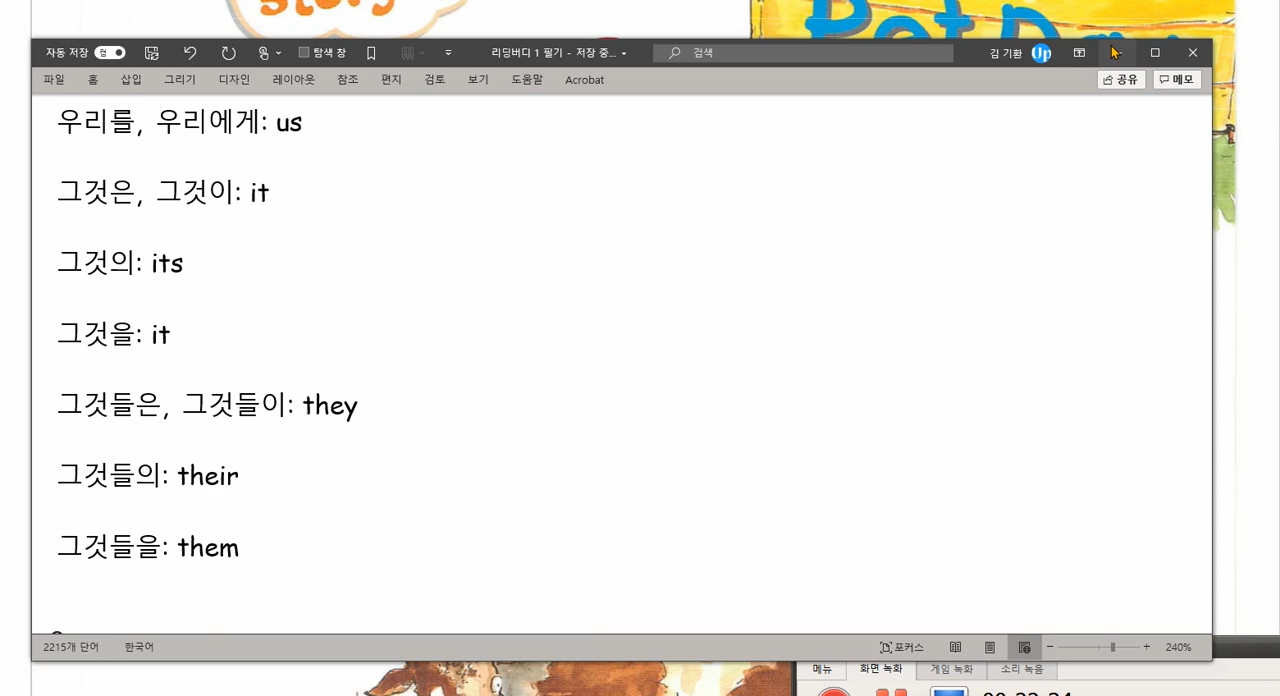 story
Pet D
자동 저장 켬 탐색 창 리딩버디 1 필기 - 저장 중... 검색 김 기환 Up
파일 홈 삽입 그리기 디자인 레이아웃 참조 편지 검토 보기 도움말 Acrobat 공유 메모
우리를, 우리에게: us
그것은, 그것이: it
그것의: its
그것을: it
그것들은, 그것들이: they
그것들의: their
그것들을: them
2215개 단어 한국어 포커스 - + 240%
메뉴 화면 녹화 게임 녹화 소리 녹음